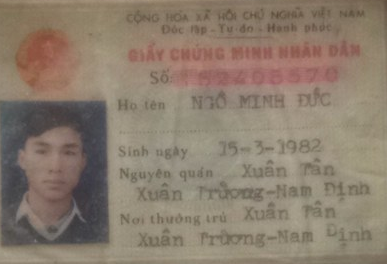 CỘNG HÒA XÃ HỘI CHỦ NGHĨA VIỆT NAM
Độc lập - Tự do - Hạnh phúc
GIẤY CHỨNG MINH NHÂN DÂN
Số 162405570
Họ tên NGÔ MINH ĐỨC
Sinh ngày 15-3-1982
Nguyên quán Xuân Tân
Xuân Trường-Nam Định
Nơi thường trú Xuân Tân
Xuân Trường-Nam Định